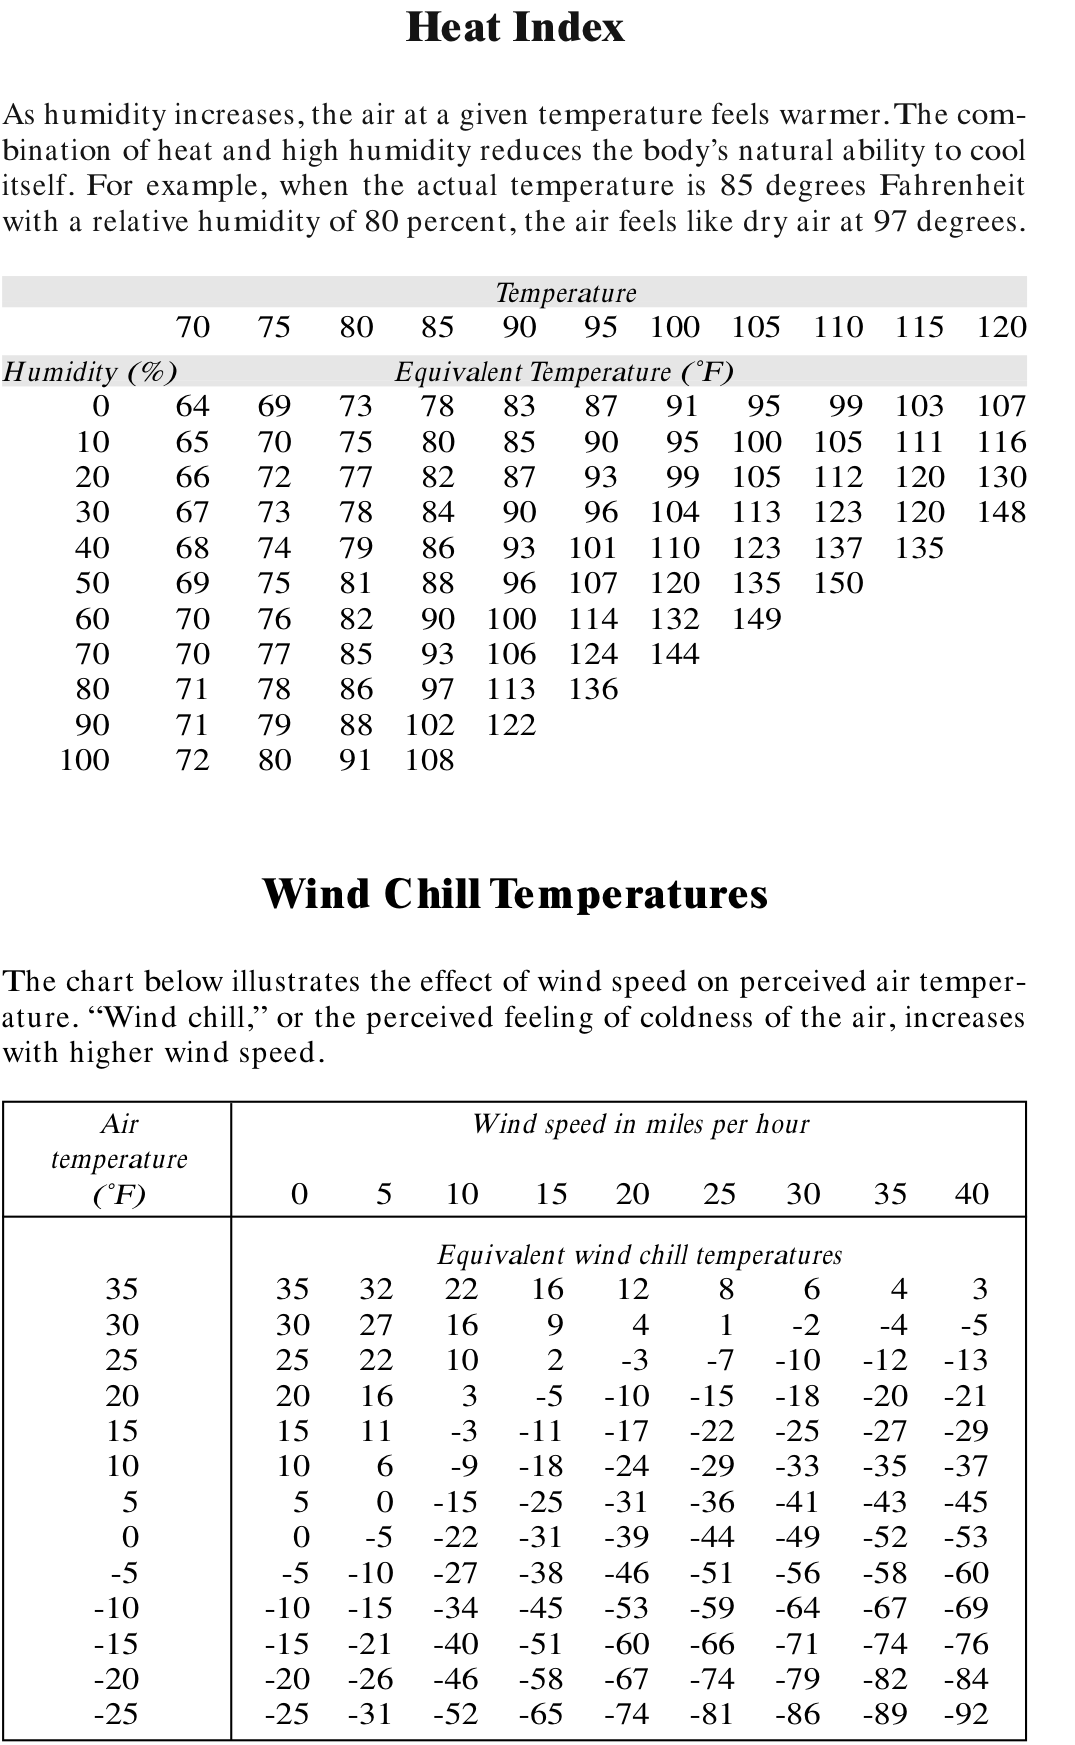 Heat Index
As humidity increases, the air at a given temperature feels warmer. The com-
bination of heat and high humidity reduces the body's natural ability to cool
itself. For example, when the actual temperature is 85 degrees Fahrenheit
with a relative humidity of 80 percent, the air feels like dry air at 97 degrees.
Temperature
70 75 80 85 90 95 100 105 110 115 120
Humidity (%) Equivalent Temperature (°F)
0 64 69 73 78 83 87 91 95 99 103 107
10 65 70 75 80 85 90 95 100 105 111 116
20 66 72 77 82 87 93 99 105 112 120 130
30 67 73 78 84 90 96 104 113 123 120 148
40 68 74 79 86 93 101 110 123 137 135
50 69 75 81 88 96 107 120 135 150
60 70 76 82 90 100 114 132 149
70 70 77 85 93 106 124 144
80 71 78 86 97 113 136
90 71 79 88 102 122
100 72 80 91 108
Wind Chill Temperatures
The chart below illustrates the effect of wind speed on perceived air temper-
ature. “Wind chill,” or the perceived feeling of coldness of the air, increases
with higher wind speed.
Air Wind speed in miles per hour
temperature
(°F) 0 5 10 15 20 25 30 35 40
Equivalent wind chill temperatures
35 35 32 22 16 12 8 6 4 3
30 30 27 16 9 4 1 -2 -4 -5
25 25 22 10 2 -3 -7 -10 -12 -13
20 20 16 3 -5 -10 -15 -18 -20 -21
15 15 11 -3 -11 -17 -22 -25 -27 -29
10 10 6 -9 -18 -24 -29 -33 -35 -37
5 5 0 -15 -25 -31 -36 -41 -43 -45
0 0 -5 -22 -31 -39 -44 -49 -52 -53
-5 -5 -10 -27 -38 -46 -51 -56 -58 -60
-10 -10 -15 -34 -45 -53 -59 -64 -67 -69
-15 -15 -21 -40 -51 -60 -66 -71 -74 -76
-20 -20 -26 -46 -58 -67 -74 -79 -82 -84
-25 -25 -31 -52 -65 -74 -81 -86 -89 -92